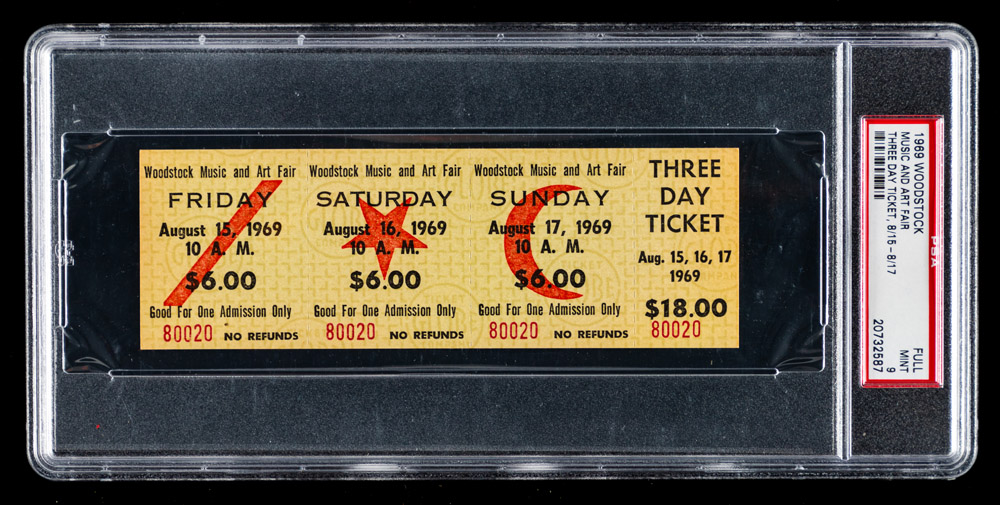 Woodstock Music and Art Fair
FRIDAY
August 15, 1969
10 A. M.
$6.00
Good For One Admission Only
80020 NO REFUNDS
Woodstock Music and Art Fair
SATURDAY
August 16, 1969
10 A. M.
$6.00
Good For One Admission Only
80020 NO REFUNDS
Woodstock Music and Art Fair
SUNDAY
August 17, 1969
10 A. M.
$6.00
Good For One Admission Only
80020 NO REFUNDS
THREE
DAY
TICKET
Aug. 15, 16, 17
1969
$18.00
80020
PSA
1969 WOODSTOCK
MUSIC AND ART FAIR
THREE DAY TICKET, 8/15-8/17
FULL
MINT 9
20732587